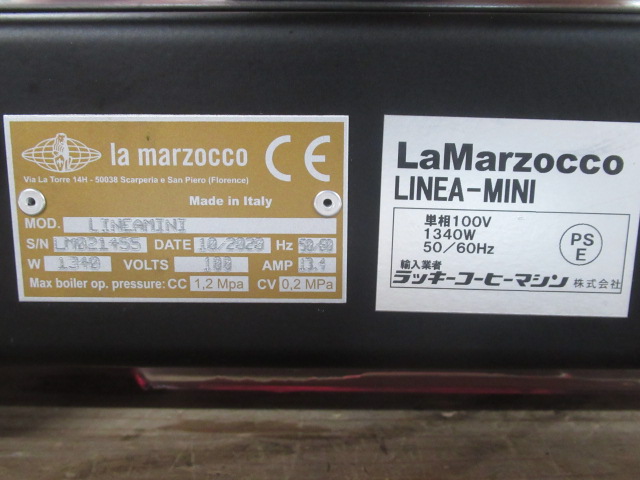 la marzocco CE
Via La Torre 14H - 50038 Scarperia e San Piero (Florence)
Made in Italy
MOD. LINEAMINI
S/N LM021455 DATE 10/2020 Hz 50/60
W 1340 VOLTS 100 AMP 13.4
Max boiler op. pressure: CC 1,2 Mpa CV 0,2 MPa
LaMarzocco
LINEA-MINI
単相100V
1340W
50/60Hz
PS
E
輸入業者
ラッキーコーヒーマシン 株式会社